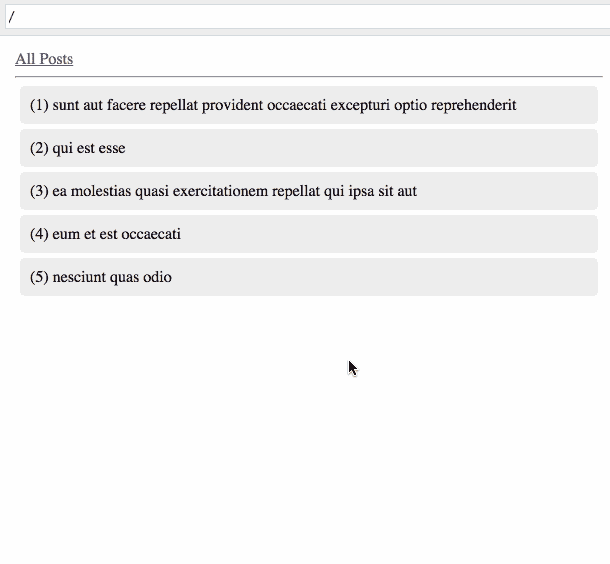 /
All Posts
(1) sunt aut facere repellat provident occaecati excepturi optio reprehenderit
(2) qui est esse
(3) ea molestias quasi exercitationem repellat qui ipsa sit aut
(4) eum et est occaecati
(5) nesciunt quas odio